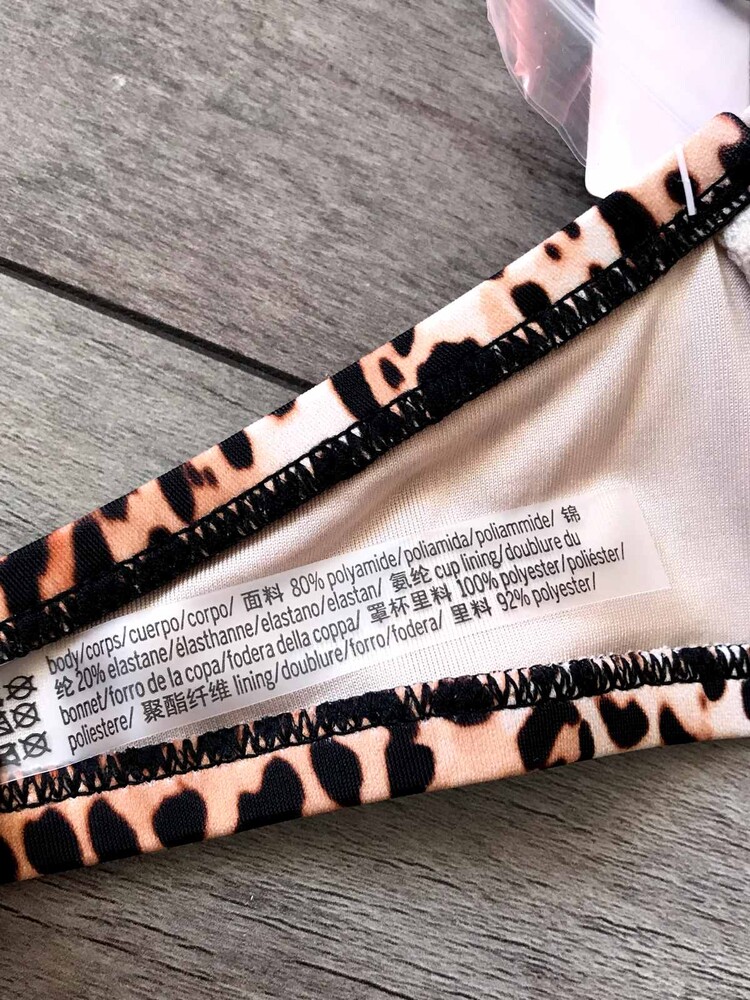 body/corps/cuerpo/corpo/ 面料 80% polyamide/poliamida/poliammide/ 锦
纶 20% elastane/élasthanne/elastano/elastan/ 氨纶 cup lining/doublure du
bonnet/forro de la copa/fodera della coppa/ 罩杯里料 100% polyester/poliéster/
poliestere/ 聚酯纤维 lining/doublure/forro/fodera/ 里料 92% polyester/